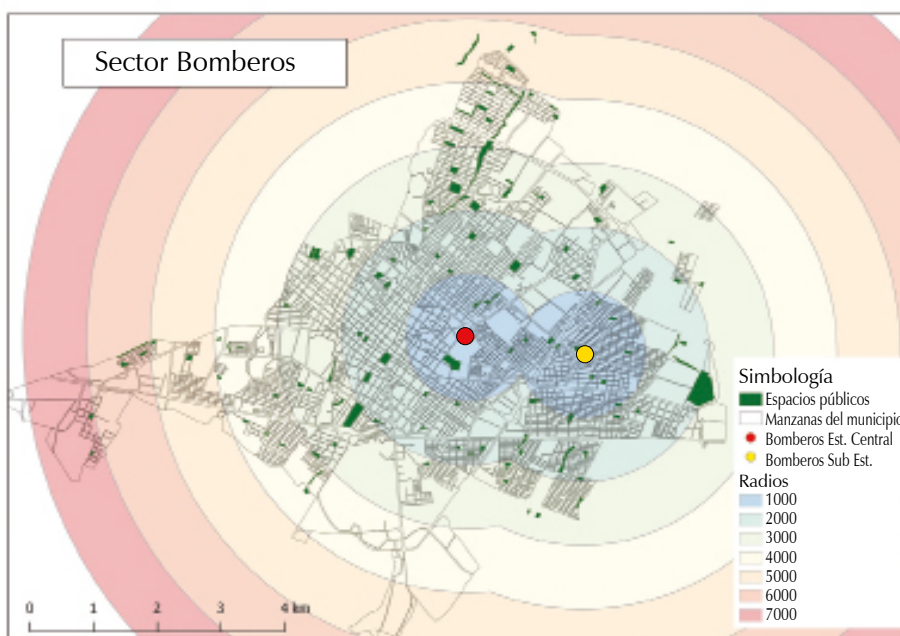 Sector Bomberos
Simbología
Espacios públicos
Manzanas del municipio
Bomberos Est. Central
Bomberos Sub Est.
Radios
1000
2000
3000
4000
5000
6000
7000
0 1 2 3 4 km